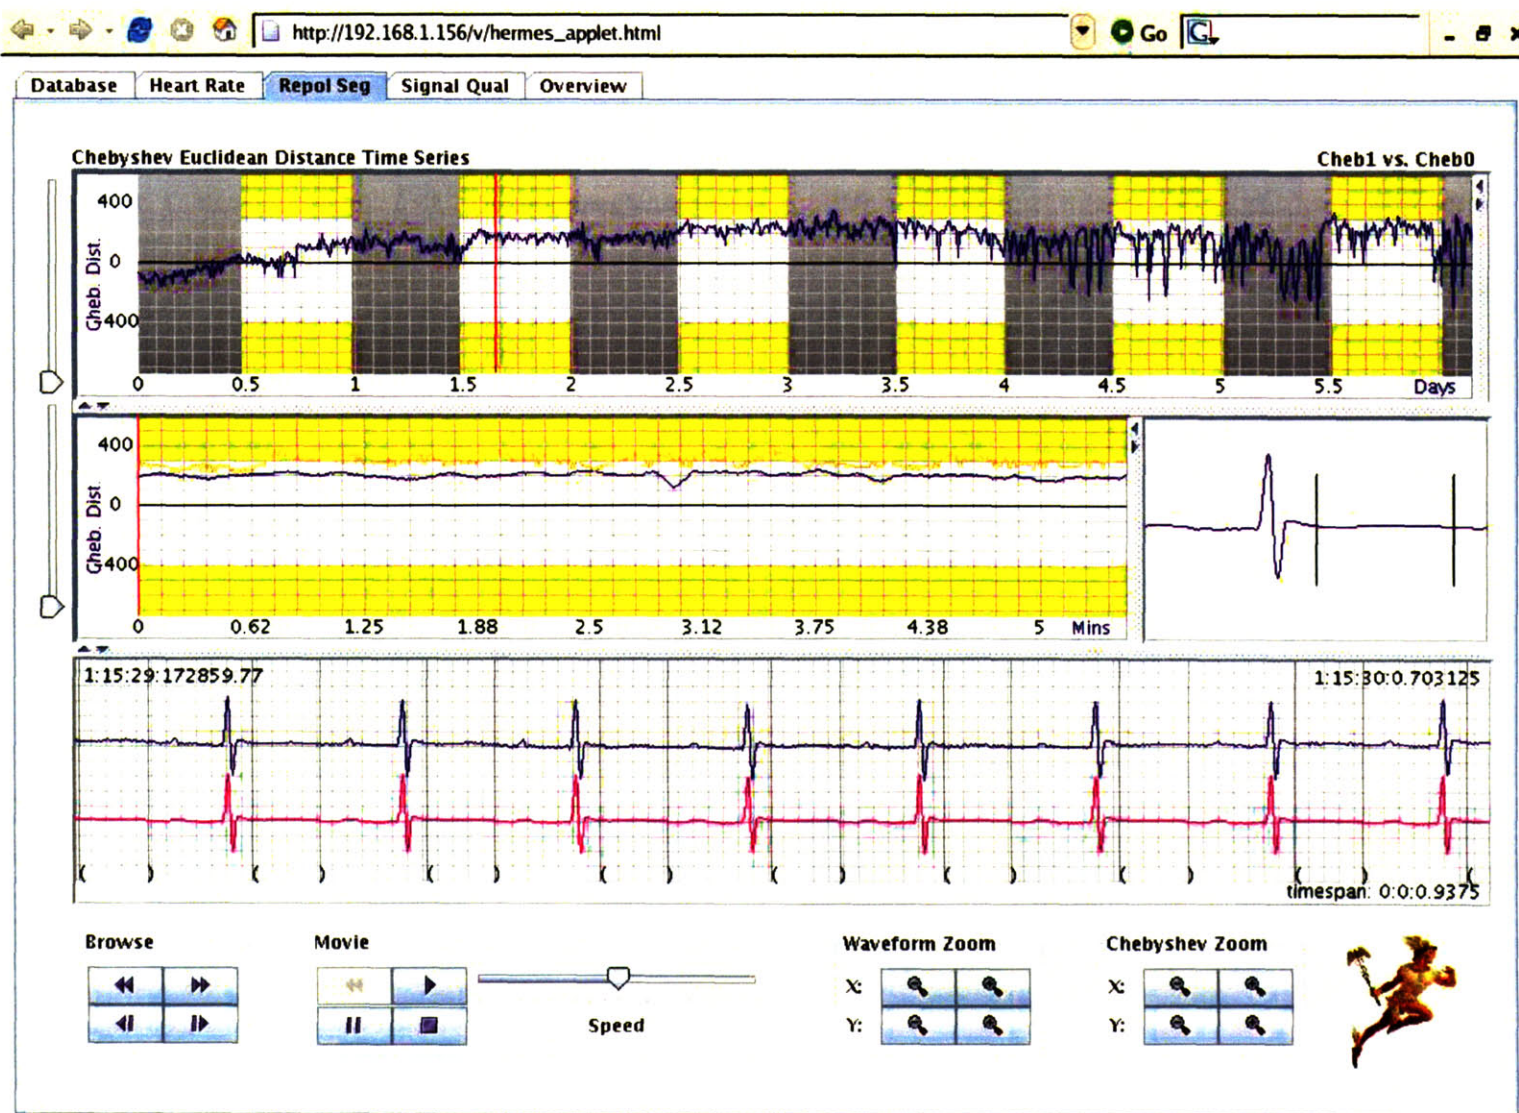 http://192.168.1.156/v/hermes_applet.html Go G
Database Heart Rate Repol Seg Signal Qual Overview
Chebyshev Euclidean Distance Time Series Cheb1 vs. Cheb0
400
0
400
Cheb. Dist.
0 0.5 1 1.5 2 2.5 3 3.5 4 4.5 5 5.5 Days
400
0
400
Cheb. Dist.
0 0.62 1.25 1.88 2.5 3.12 3.75 4.38 5 Mins
1:15:29:172859.77 1:15:30:0.703125
timespan: 0:0:0.9375
Browse Movie Waveform Zoom Chebyshev Zoom
X: X:
Speed Y: Y: